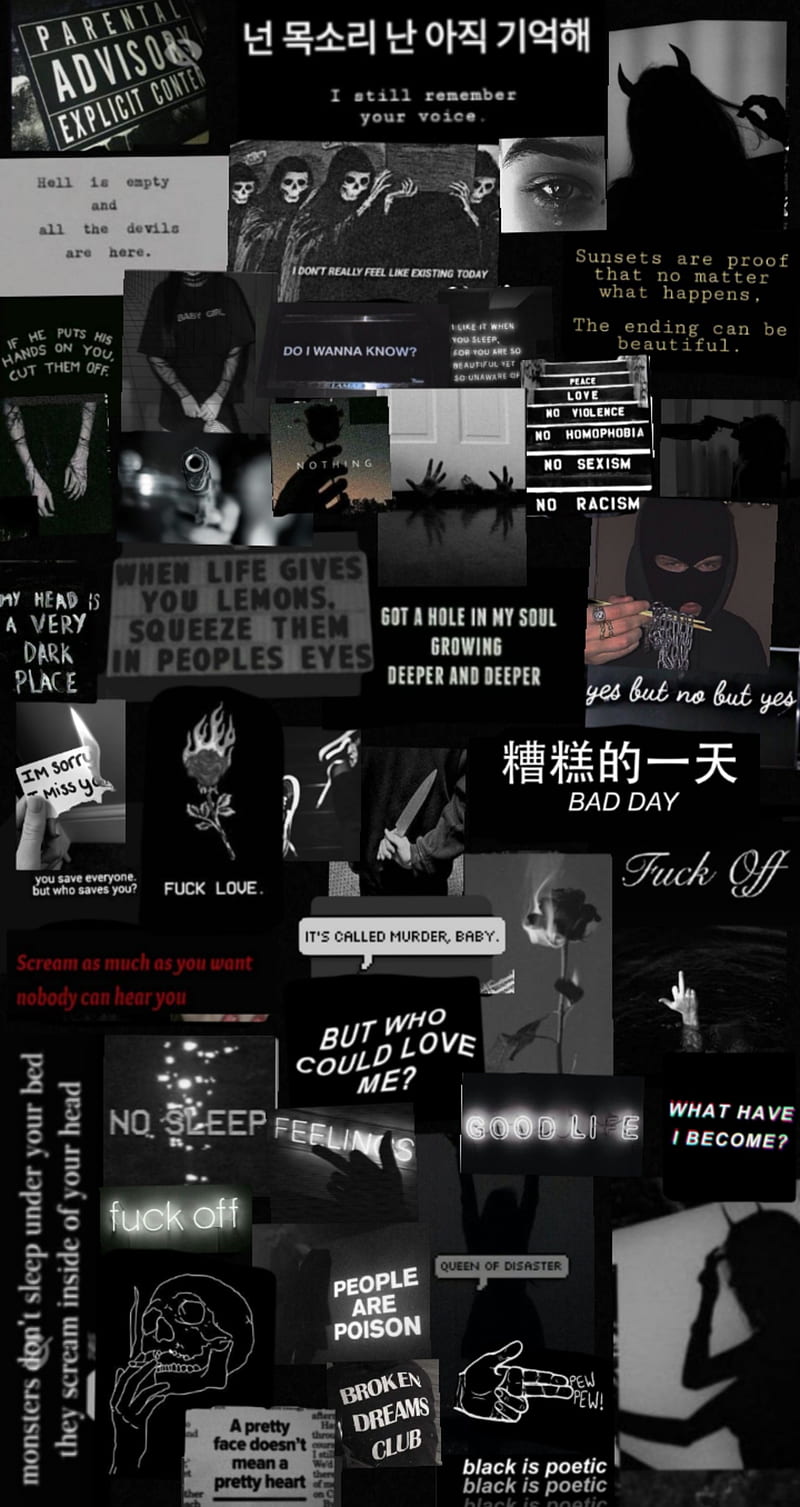 PARENTAL
ADVISORY
EXPLICIT CONTENT
넌 목소리 난 아직 기억해
I still remember
your voice.
Hell is empty
and
all the devils
are here.
I DON'T REALLY FEEL LIKE EXISTING TODAY
Sunsets are proof
that no matter
what happens,
The ending can be
beautiful.
IF HE PUTS HIS
HANDS ON YOU,
CUT THEM OFF.
BABY GIRL
DO I WANNA KNOW?
I LIKE IT WHEN
YOU SLEEP,
FOR YOU ARE SO
BEAUTIFUL YET
SO UNAWARE OF
PEACE
LOVE
NO VIOLENCE
NO HOMOPHOBIA
NO SEXISM
NO RACISM
NOTHING
MY HEAD IS
A VERY
DARK
PLACE
WHEN LIFE GIVES
YOU LEMONS,
SQUEEZE THEM
IN PEOPLES EYES
GOT A HOLE IN MY SOUL
GROWING
DEEPER AND DEEPER
yes but no but yes
IM sorry
I miss yo
you save everyone.
but who saves you?
FUCK LOVE.
糟糕的一天
BAD DAY
Fuck Off
IT'S CALLED MURDER, BABY.
Scream as much as you want
nobody can hear you
BUT WHO
COULD LOVE
ME?
monsters don't sleep under your bed
they scream inside of your head
NO SLEEP
FEELINGS
GOOD LIFE
WHAT HAVE
I BECOME?
fuck off
PEOPLE
ARE
POISON
QUEEN OF DISASTER
PEW
PEW!
BROKEN
DREAMS
CLUB
A pretty
face doesn't
mean a
pretty heart
black is poetic
black is poetic
black is poetic